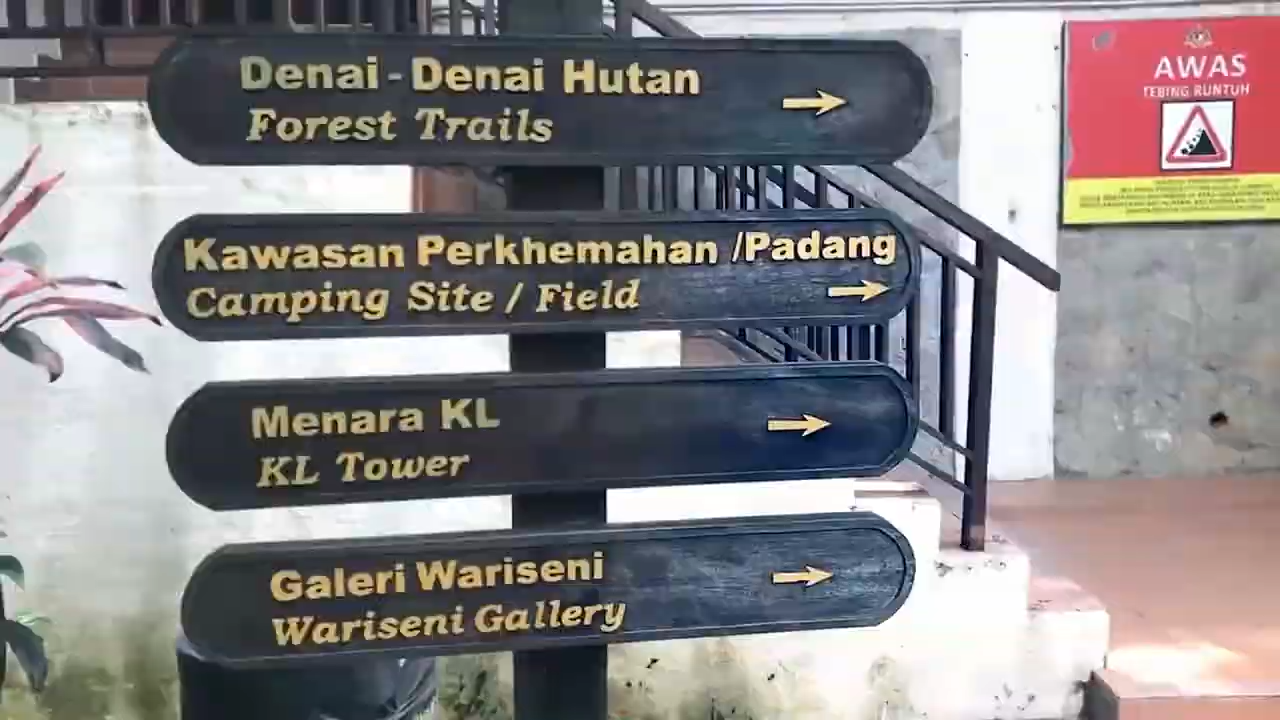 Denai - Denai Hutan
Forest Trails
Kawasan Perkhemahan /Padang
Camping Site / Field
Menara KL
KL Tower
Galeri Wariseni
Wariseni Gallery
AWAS
TEBING RUNTUH